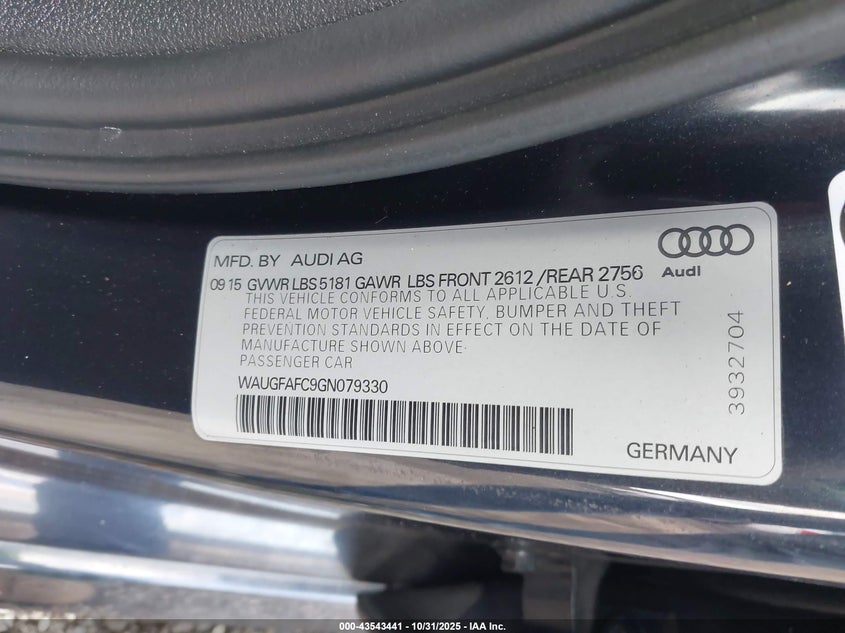 MFD. BY AUDI AG
Audi
09 15 GVWR LBS 5181 GAWR LBS FRONT 2612 /REAR 2756
THIS VEHICLE CONFORMS TO ALL APPLICABLE U.S.
FEDERAL MOTOR VEHICLE SAFETY, BUMPER AND THEFT
PREVENTION STANDARDS IN EFFECT ON THE DATE OF
MANUFACTURE SHOWN ABOVE.
PASSENGER CAR
WAUGFAFC9GN079330
3932704
GERMANY
000-43543441 - 10/31/2025 - IAA Inc.